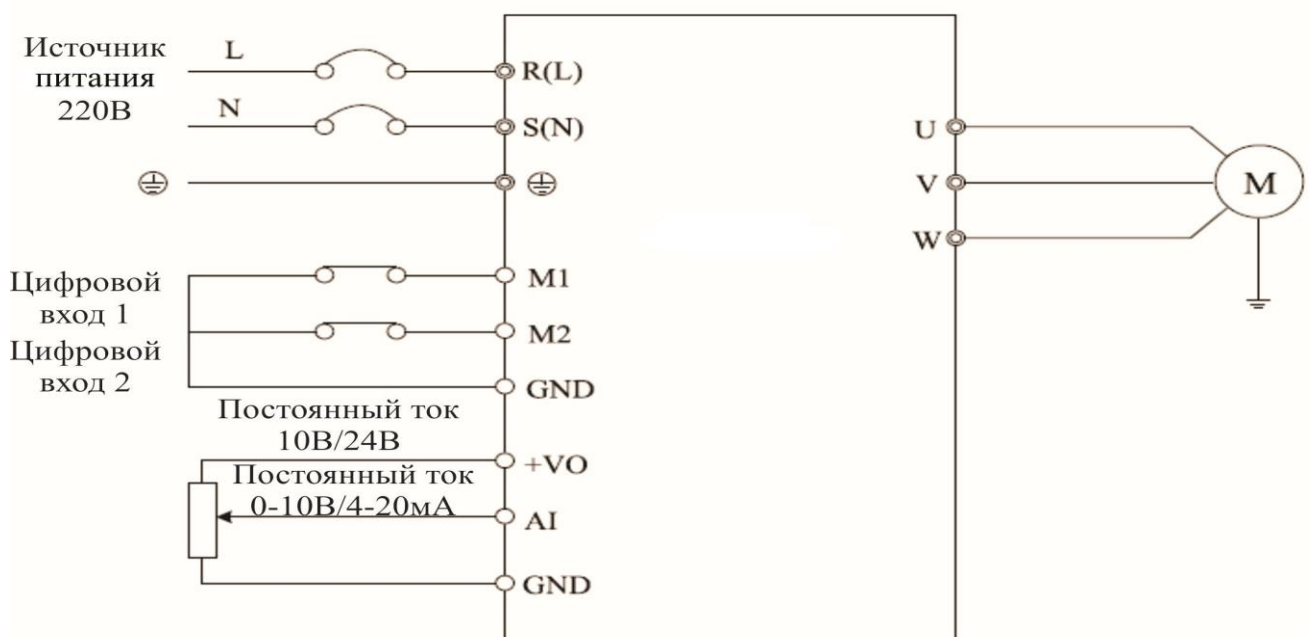 Источник
питания
220В
L
N
R(L)
S(N)
U
V
W
M
Цифровой
вход 1
Цифровой
вход 2
M1
M2
GND
Постоянный ток
10В/24В
+VO
Постоянный ток
0-10В/4-20мА
AI
GND